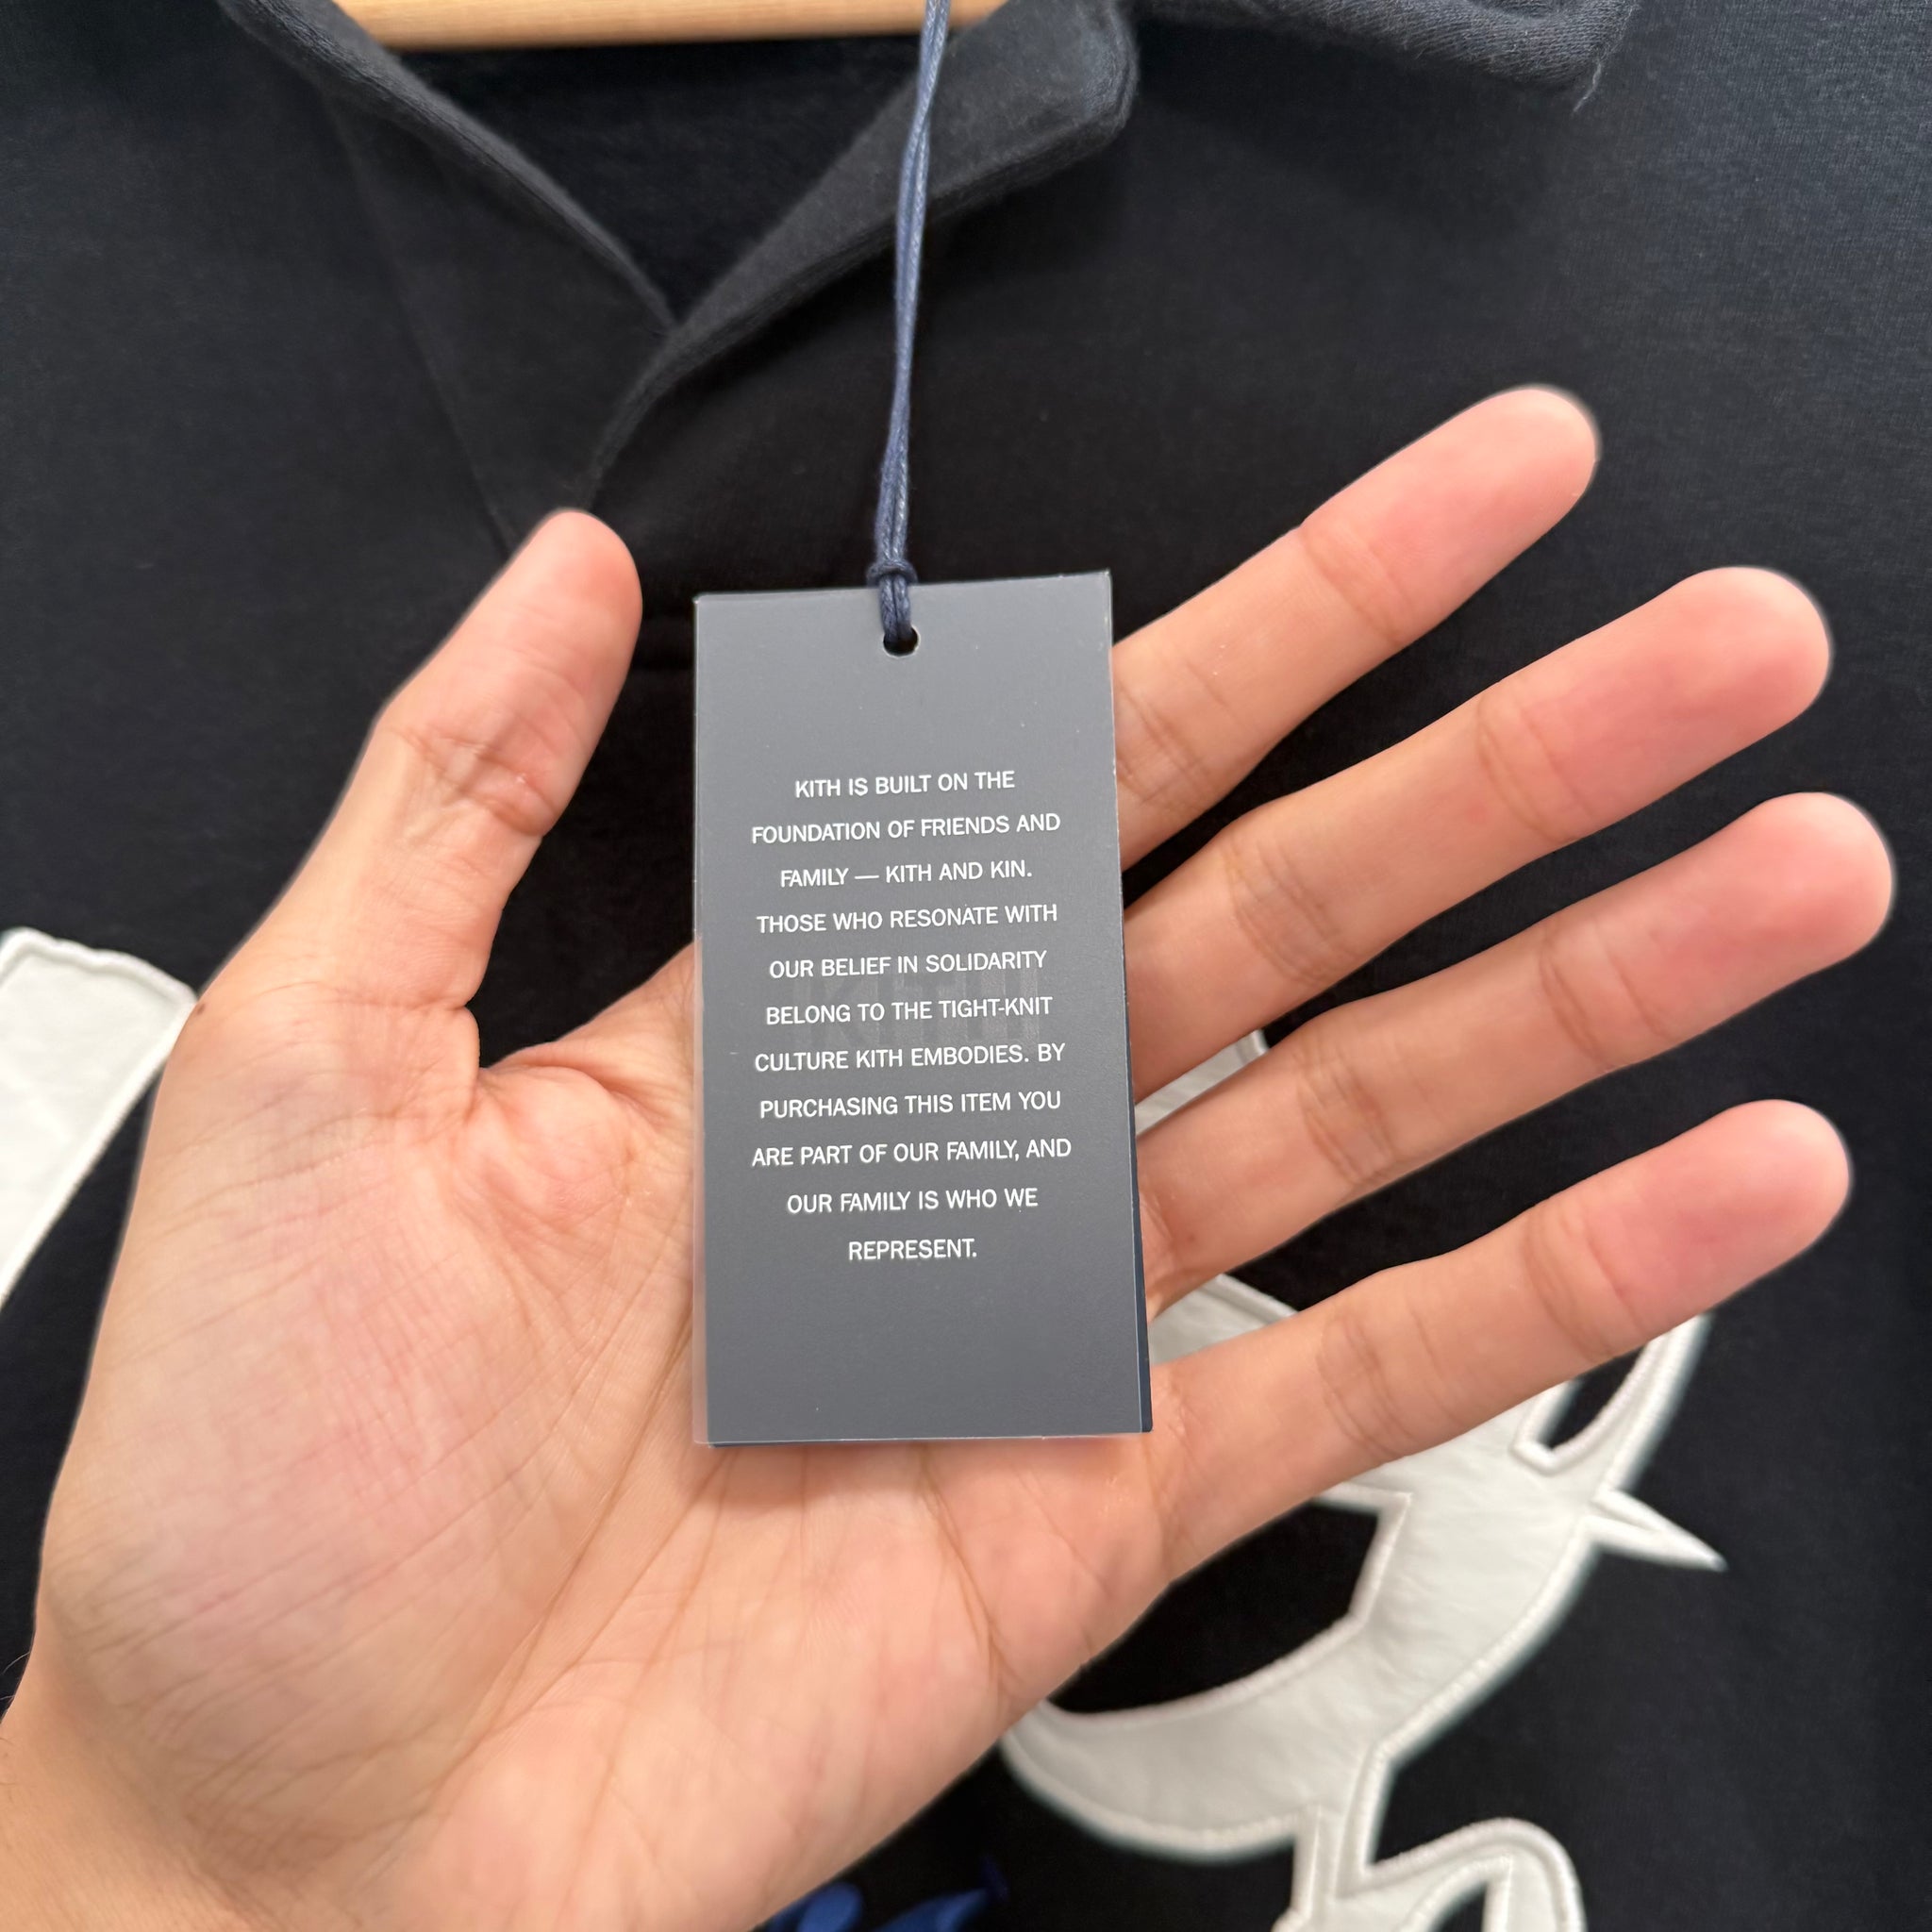 KITH IS BUILT ON THE
FOUNDATION OF FRIENDS AND
FAMILY — KITH AND KIN.
THOSE WHO RESONATE WITH
OUR BELIEF IN SOLIDARITY
BELONG TO THE TIGHT-KNIT
CULTURE KITH EMBODIES. BY
PURCHASING THIS ITEM YOU
ARE PART OF OUR FAMILY, AND
OUR FAMILY IS WHO WE
REPRESENT.